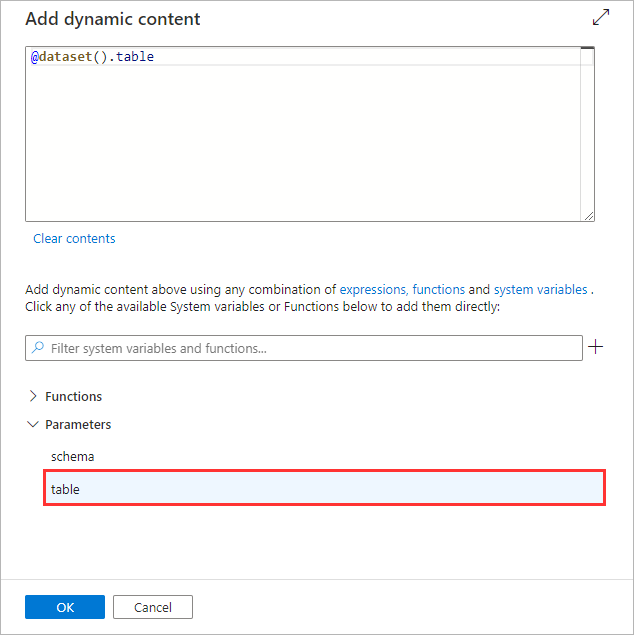 Add dynamic content
@dataset().table
Clear contents
Add dynamic content above using any combination of expressions, functions and system variables .
Click any of the available System variables or Functions below to add them directly:
Filter system variables and functions...
Functions
Parameters
schema
table
OK
Cancel